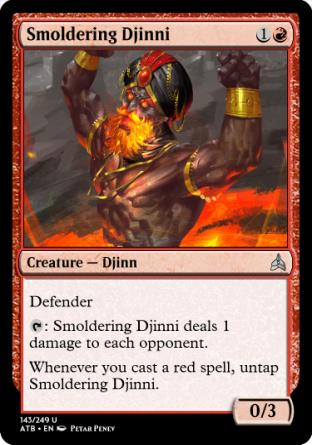 Smoldering Djinni 1
Creature — Djinn
Defender
: Smoldering Djinni deals 1
damage to each opponent.
Whenever you cast a red spell, untap
Smoldering Djinni.
0/3
143/249 U
ATB • EN Petar Penev